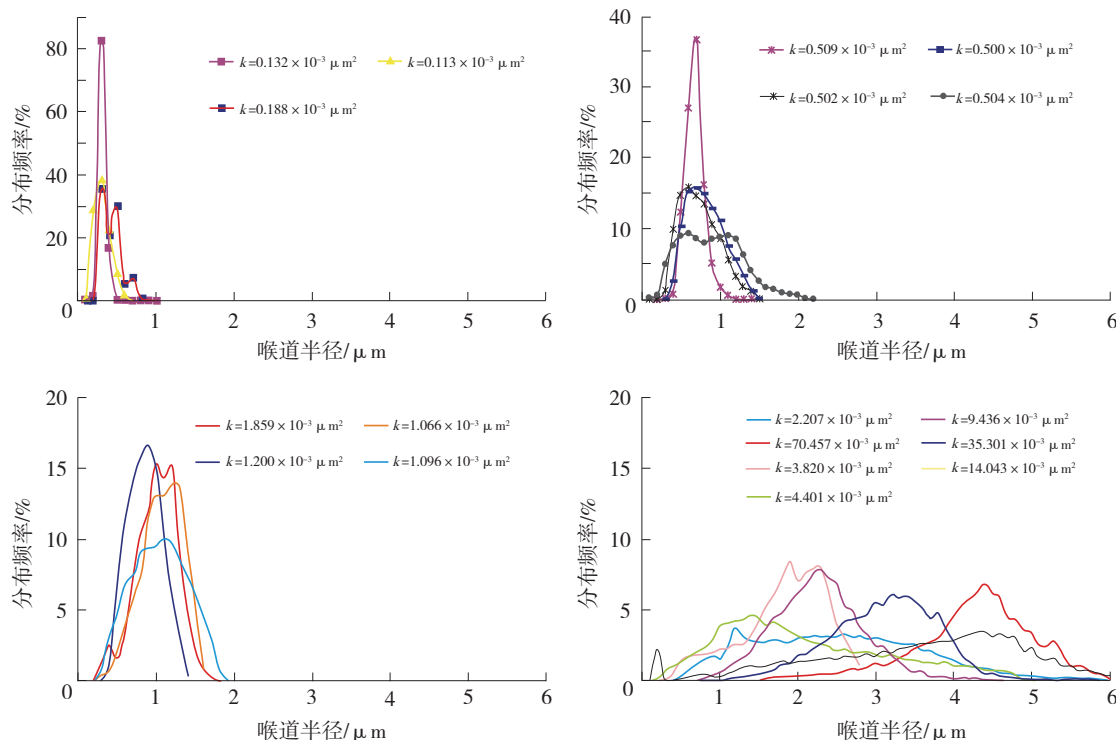 80
60
40
20
0
分布频率/%
k=0.132×10⁻³ μm²
k=0.113×10⁻³ μm²
k=0.188×10⁻³ μm²
1 2 3 4 5 6
喉道半径/μm
40
35
30
25
20
15
10
5
0
分布频率/%
k=0.509×10⁻³ μm²
k=0.500×10⁻³ μm²
k=0.502×10⁻³ μm²
k=0.504×10⁻³ μm²
1 2 3 4 5 6
喉道半径/μm
20
15
10
5
0
分布频率/%
k=1.859×10⁻³ μm²
k=1.066×10⁻³ μm²
k=1.200×10⁻³ μm²
k=1.096×10⁻³ μm²
1 2 3 4 5 6
喉道半径/μm
20
15
10
5
0
分布频率/%
k=2.207×10⁻³ μm²
k=9.436×10⁻³ μm²
k=70.457×10⁻³ μm²
k=35.301×10⁻³ μm²
k=3.820×10⁻³ μm²
k=14.043×10⁻³ μm²
k=4.401×10⁻³ μm²
1 2 3 4 5 6
喉道半径/μm